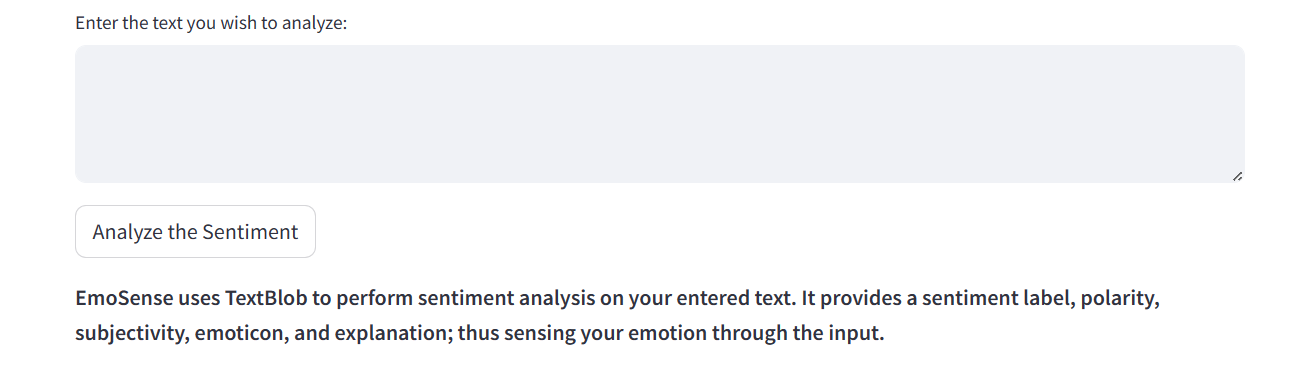 Enter the text you wish to analyze:
Analyze the Sentiment
EmoSense uses TextBlob to perform sentiment analysis on your entered text. It provides a sentiment label, polarity,
subjectivity, emoticon, and explanation; thus sensing your emotion through the input.